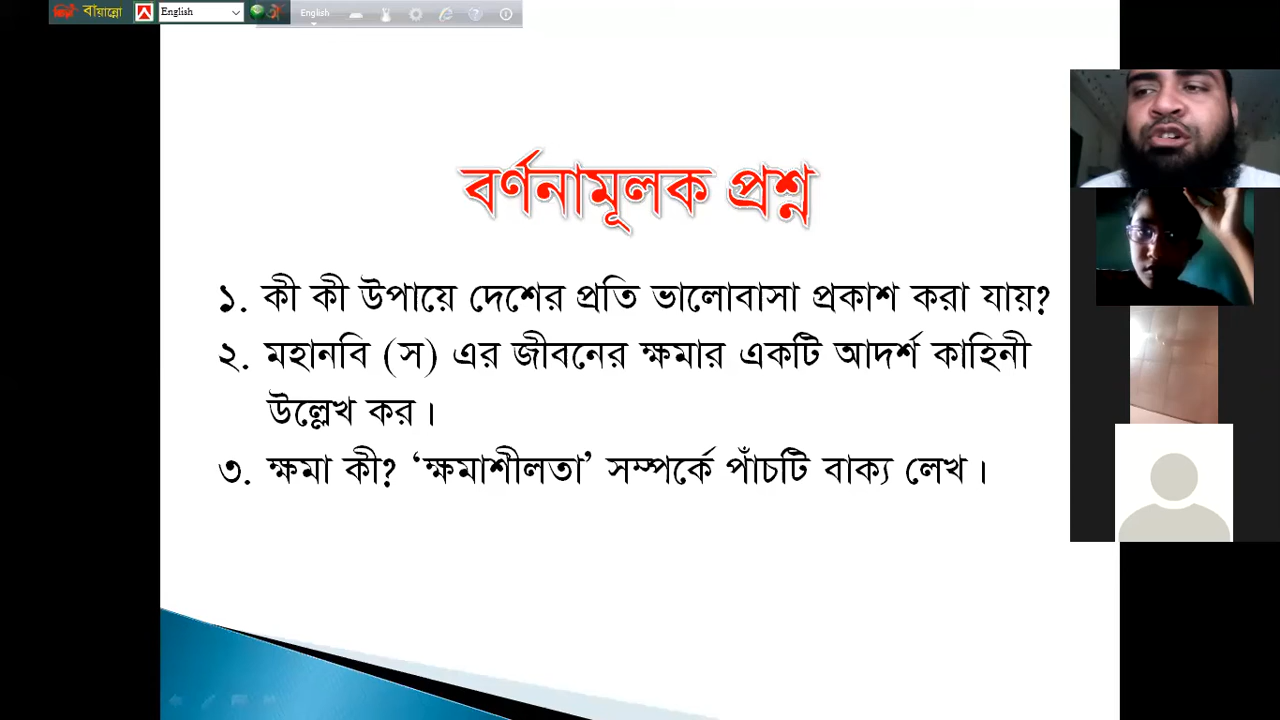 বায়ান্নো
English
অ
English
বর্ণনামূলক প্রশ্ন
১. কী কী উপায়ে দেশের প্রতি ভালোবাসা প্রকাশ করা যায়?
২. মহানবি (স) এর জীবনের ক্ষমার একটি আদর্শ কাহিনী
উল্লেখ কর।
৩. ক্ষমা কী? ‘ক্ষমাশীলতা’ সম্পর্কে পাঁচটি বাক্য লেখ।